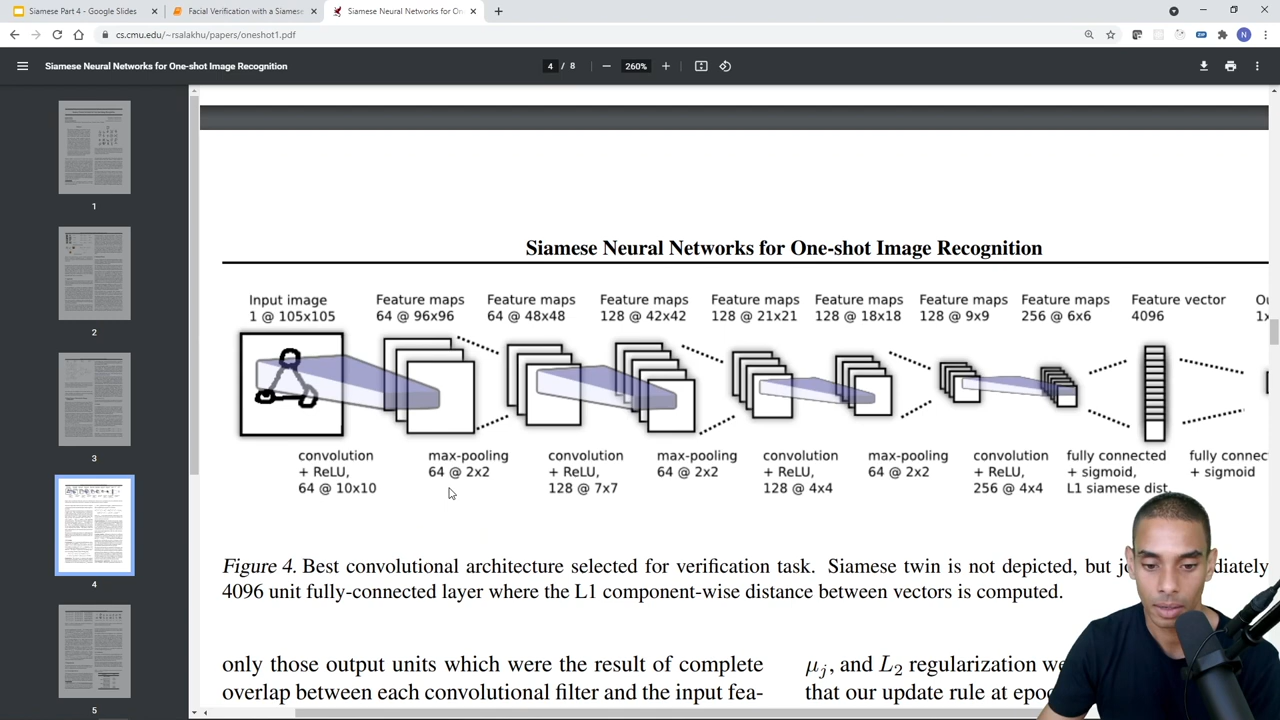 Siamese Part 4 - Google Slides
Facial Verification with a Siamese
Siamese Neural Networks for On
cs.cmu.edu/~rsalakhu/papers/oneshot1.pdf
N
Siamese Neural Networks for One-shot Image Recognition
4 / 8
260%
1
2
3
4
5
Siamese Neural Networks for One-shot Image Recognition
Input image
1 @ 105x105
Feature maps
64 @ 96x96
Feature maps
64 @ 48x48
Feature maps
128 @ 42x42
Feature maps
128 @ 21x21
Feature maps
128 @ 18x18
Feature maps
128 @ 9x9
Feature maps
256 @ 6x6
Feature vector
4096
Ou
1x
convolution
+ ReLU,
64 @ 10x10
max-pooling
64 @ 2x2
convolution
+ ReLU,
128 @ 7x7
max-pooling
64 @ 2x2
convolution
+ ReLU,
128 @ 4x4
max-pooling
64 @ 2x2
convolution
+ ReLU,
256 @ 4x4
fully connected
+ sigmoid,
L1 siamese dist.
fully connec
+ sigmoid
Figure 4. Best convolutional architecture selected for verification task. Siamese twin is not depicted, but diately
4096 unit fully-connected layer where the L1 component-wise distance between vectors is computed.
only those output units which were the result of complete
overlap between each convolutional filter and the input fea-
μj, and L2 regularization we
that our update rule at epoc